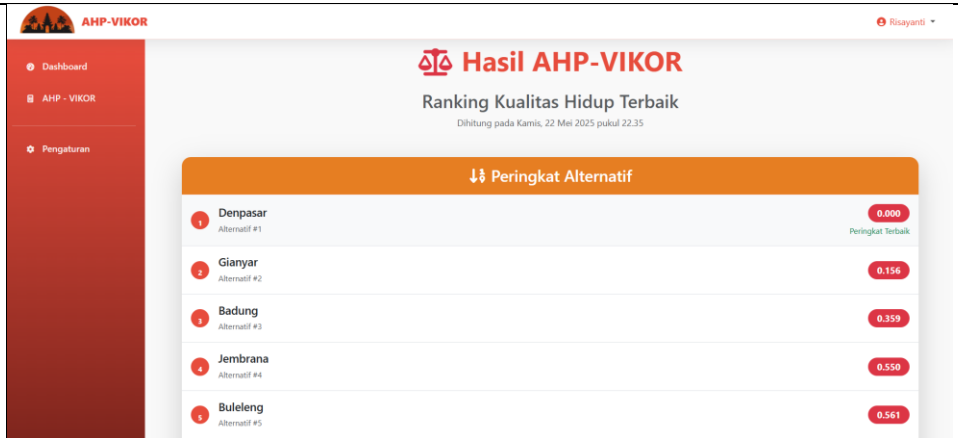 AHP-VIKOR
Risayanti
Dashboard
AHP - VIKOR
Pengaturan
Hasil AHP-VIKOR
Ranking Kualitas Hidup Terbaik
Dihitung pada Kamis, 22 Mei 2025 pukul 22.35
Peringkat Alternatif
1 Denpasar 0.000
Alternatif #1 Peringkat Terbaik
2 Gianyar 0.156
Alternatif #2
3 Badung 0.359
Alternatif #3
4 Jembrana 0.550
Alternatif #4
5 Buleleng 0.561
Alternatif #5